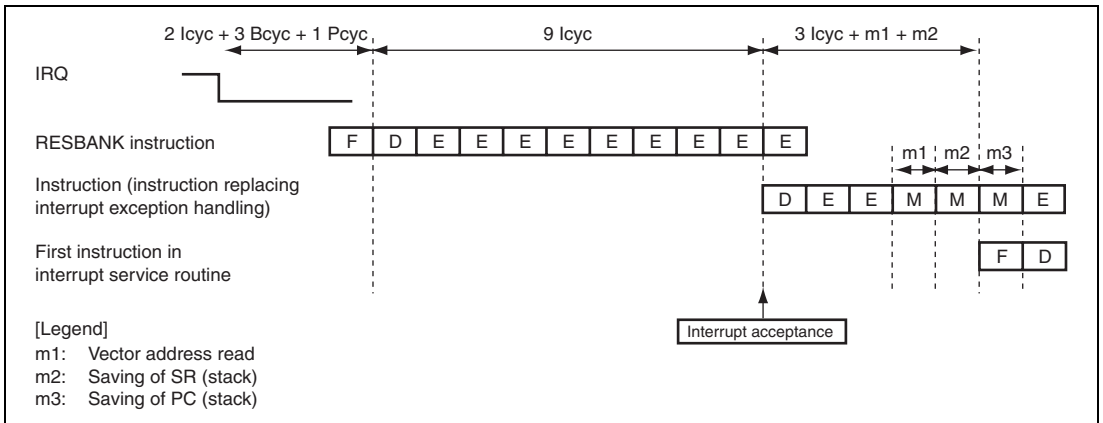 2 Icyc + 3 Bcyc + 1 Pcyc 9 Icyc 3 Icyc + m1 + m2
IRQ
RESBANK instruction F D E E E E E E E E E
m1 m2 m3
Instruction (instruction replacing
interrupt exception handling) D E E M M M E
First instruction in
interrupt service routine F D
Interrupt acceptance
[Legend]
m1: Vector address read
m2: Saving of SR (stack)
m3: Saving of PC (stack)